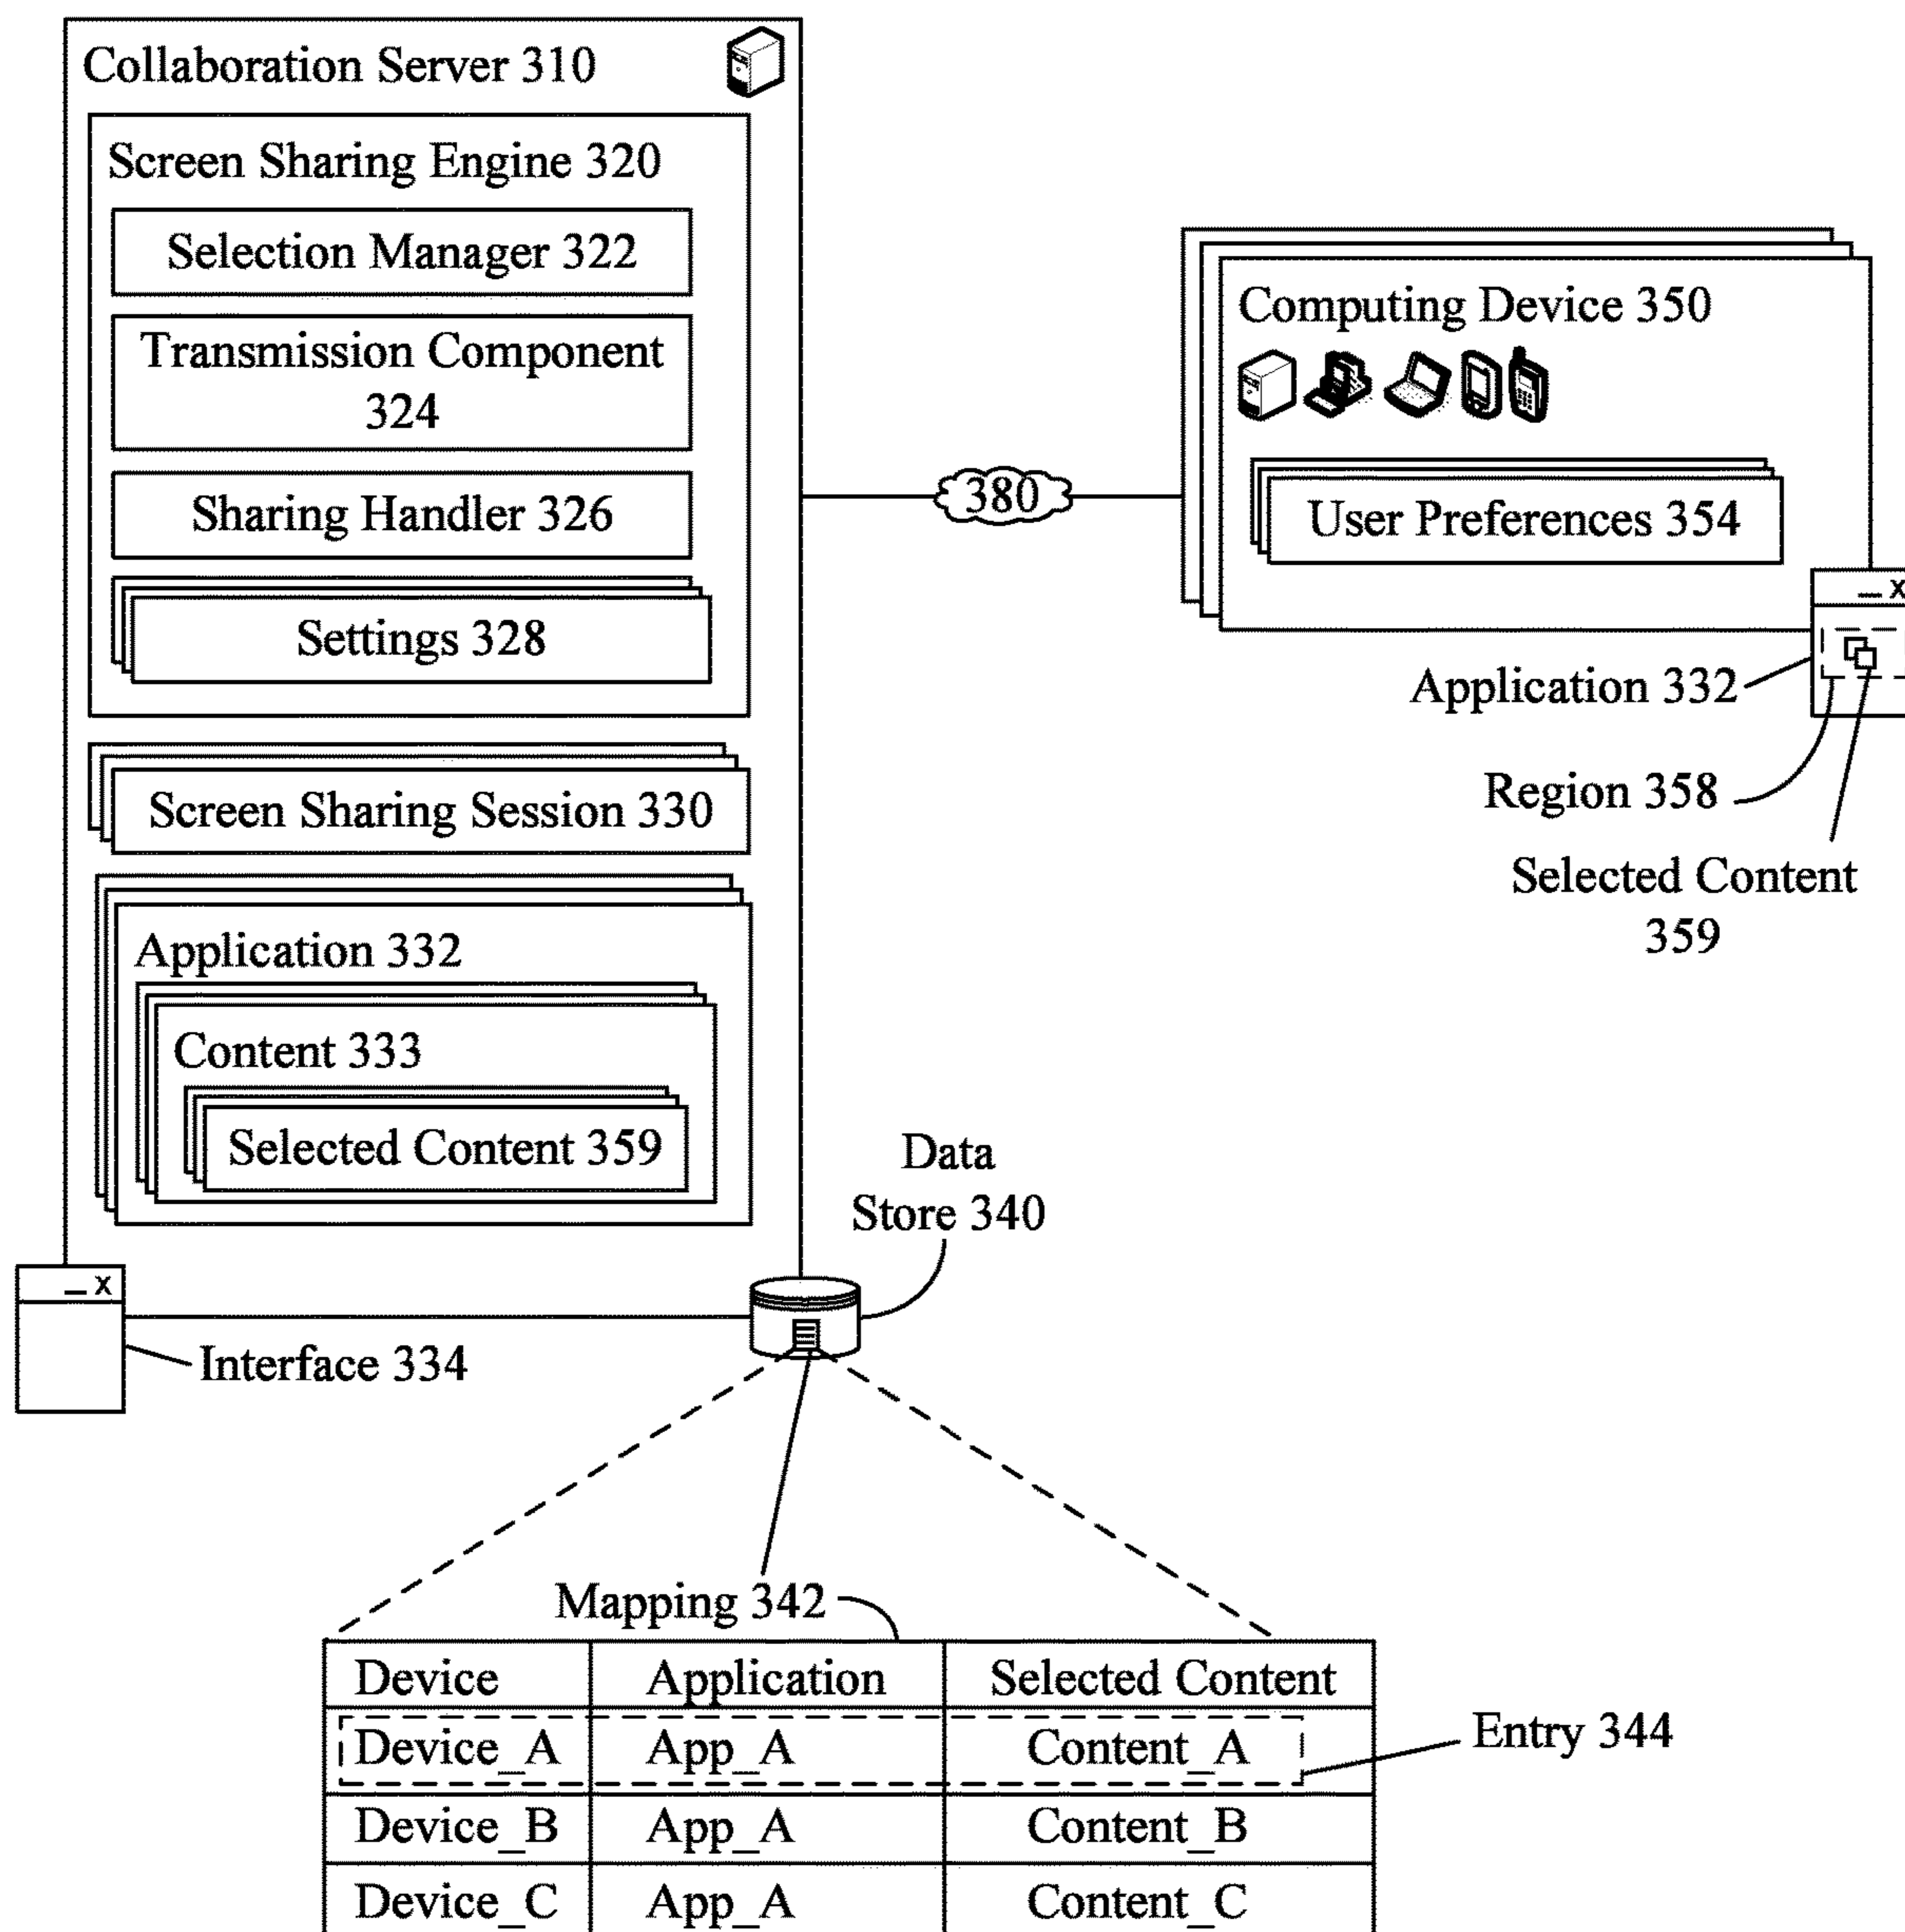 Collaboration Server 310
Screen Sharing Engine 320
Selection Manager 322
Transmission Component
324
Sharing Handler 326
Settings 328
Screen Sharing Session 330
Application 332
Content 333
Selected Content 359
380
Computing Device 350
User Preferences 354
_ X
Application 332
Region 358
Selected Content
359
Data
Store 340
_ X
Interface 334
Mapping 342
Device Application Selected Content
Device_A App_A Content_A
Entry 344
Device_B App_A Content_B
Device_C App_A Content_C